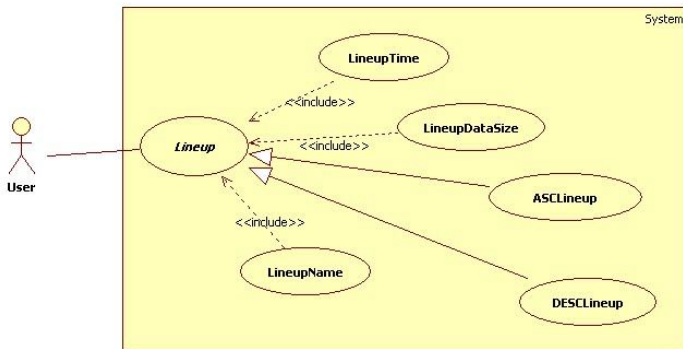 System
LineupTime
<<include>>
LineupDataSize
Lineup
<<include>>
User
ASCLineup
<<include>>
LineupName
DESCLineup